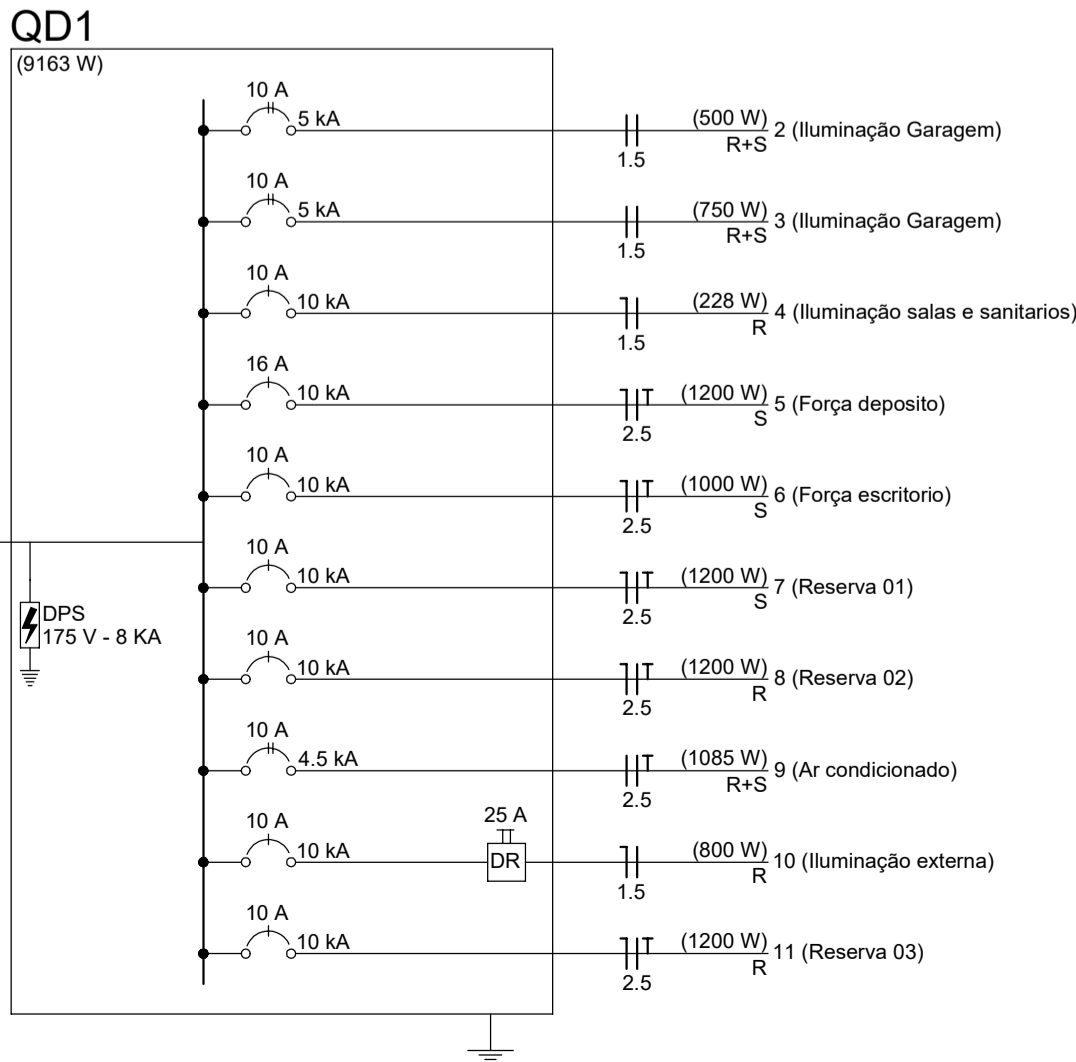 QD1
(9163 W)
10 A
5 kA
1.5
(500 W)
R+S
2 (Iluminação Garagem)
10 A
5 kA
1.5
(750 W)
R+S
3 (Iluminação Garagem)
10 A
10 kA
1.5
(228 W)
R
4 (Iluminação salas e sanitarios)
16 A
10 kA
2.5
(1200 W)
S
5 (Força deposito)
10 A
10 kA
2.5
(1000 W)
S
6 (Força escritorio)
10 A
10 kA
2.5
(1200 W)
S
7 (Reserva 01)
DPS
175 V - 8 KA
10 A
10 kA
2.5
(1200 W)
R
8 (Reserva 02)
10 A
4.5 kA
2.5
(1085 W)
R+S
9 (Ar condicionado)
10 A
10 kA
25 A
DR
1.5
(800 W)
R
10 (Iluminação externa)
10 A
10 kA
2.5
(1200 W)
R
11 (Reserva 03)